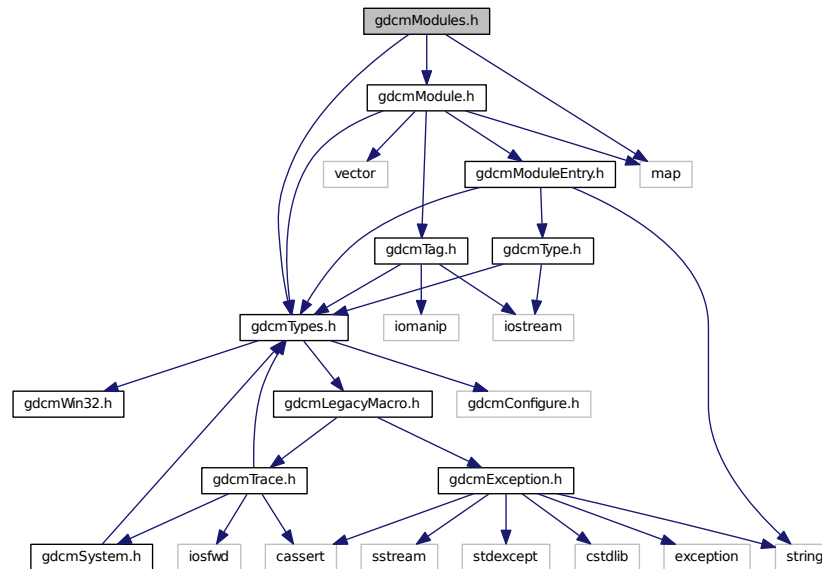 gdcmModules.h
gdcmModule.h
vector
gdcmModuleEntry.h
map
gdcmTag.h
gdcmType.h
gdcmTypes.h
iomanip
iostream
gdcmWin32.h
gdcmLegacyMacro.h
gdcmConfigure.h
gdcmTrace.h
gdcmException.h
gdcmSystem.h
iosfwd
cassert
sstream
stdexcept
cstdlib
exception
string